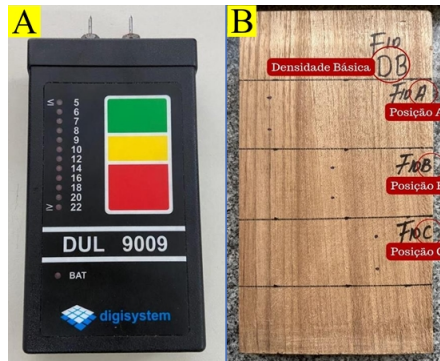 A
≤ 5
6
7
8
9
10
12
14
16
18
20
≥ 22
DUL 9009
BAT
digisystem
B
F10
Densidade Básica
DB
F10 A
Posição A
F10B
Posição
F10C
Posição